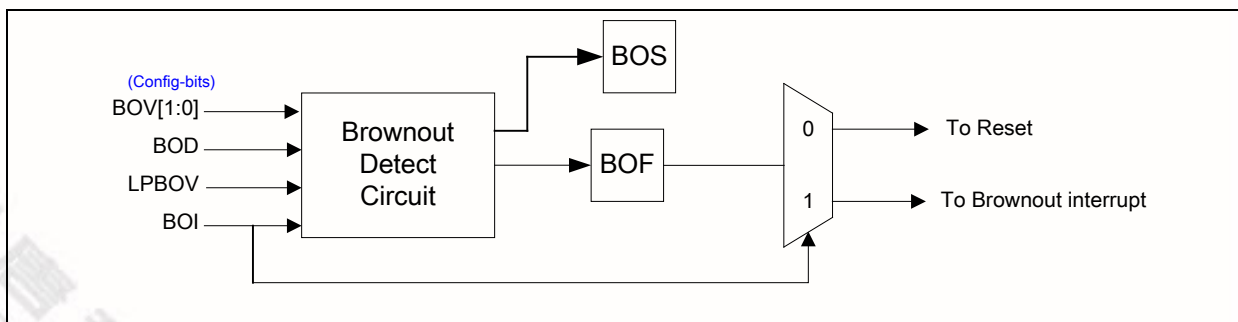 (Config-bits)
BOV[1:0]
BOD
LPBOV
BOI
Brownout
Detect
Circuit
BOS
BOF
0
1
To Reset
To Brownout interrupt